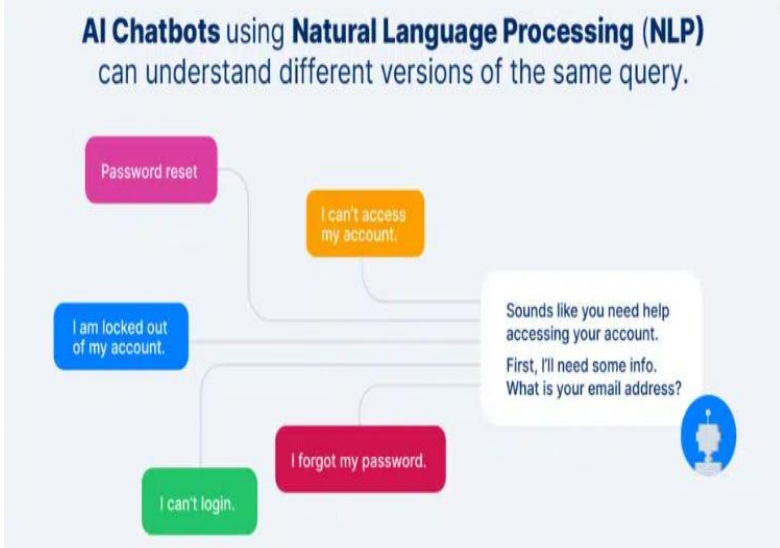 AI Chatbots using Natural Language Processing (NLP)
can understand different versions of the same query.
Password reset
I can't access
my account.
I am locked out
of my account.
Sounds like you need help
accessing your account.
First, I'll need some info.
What is your email address?
I forgot my password.
I can't login.